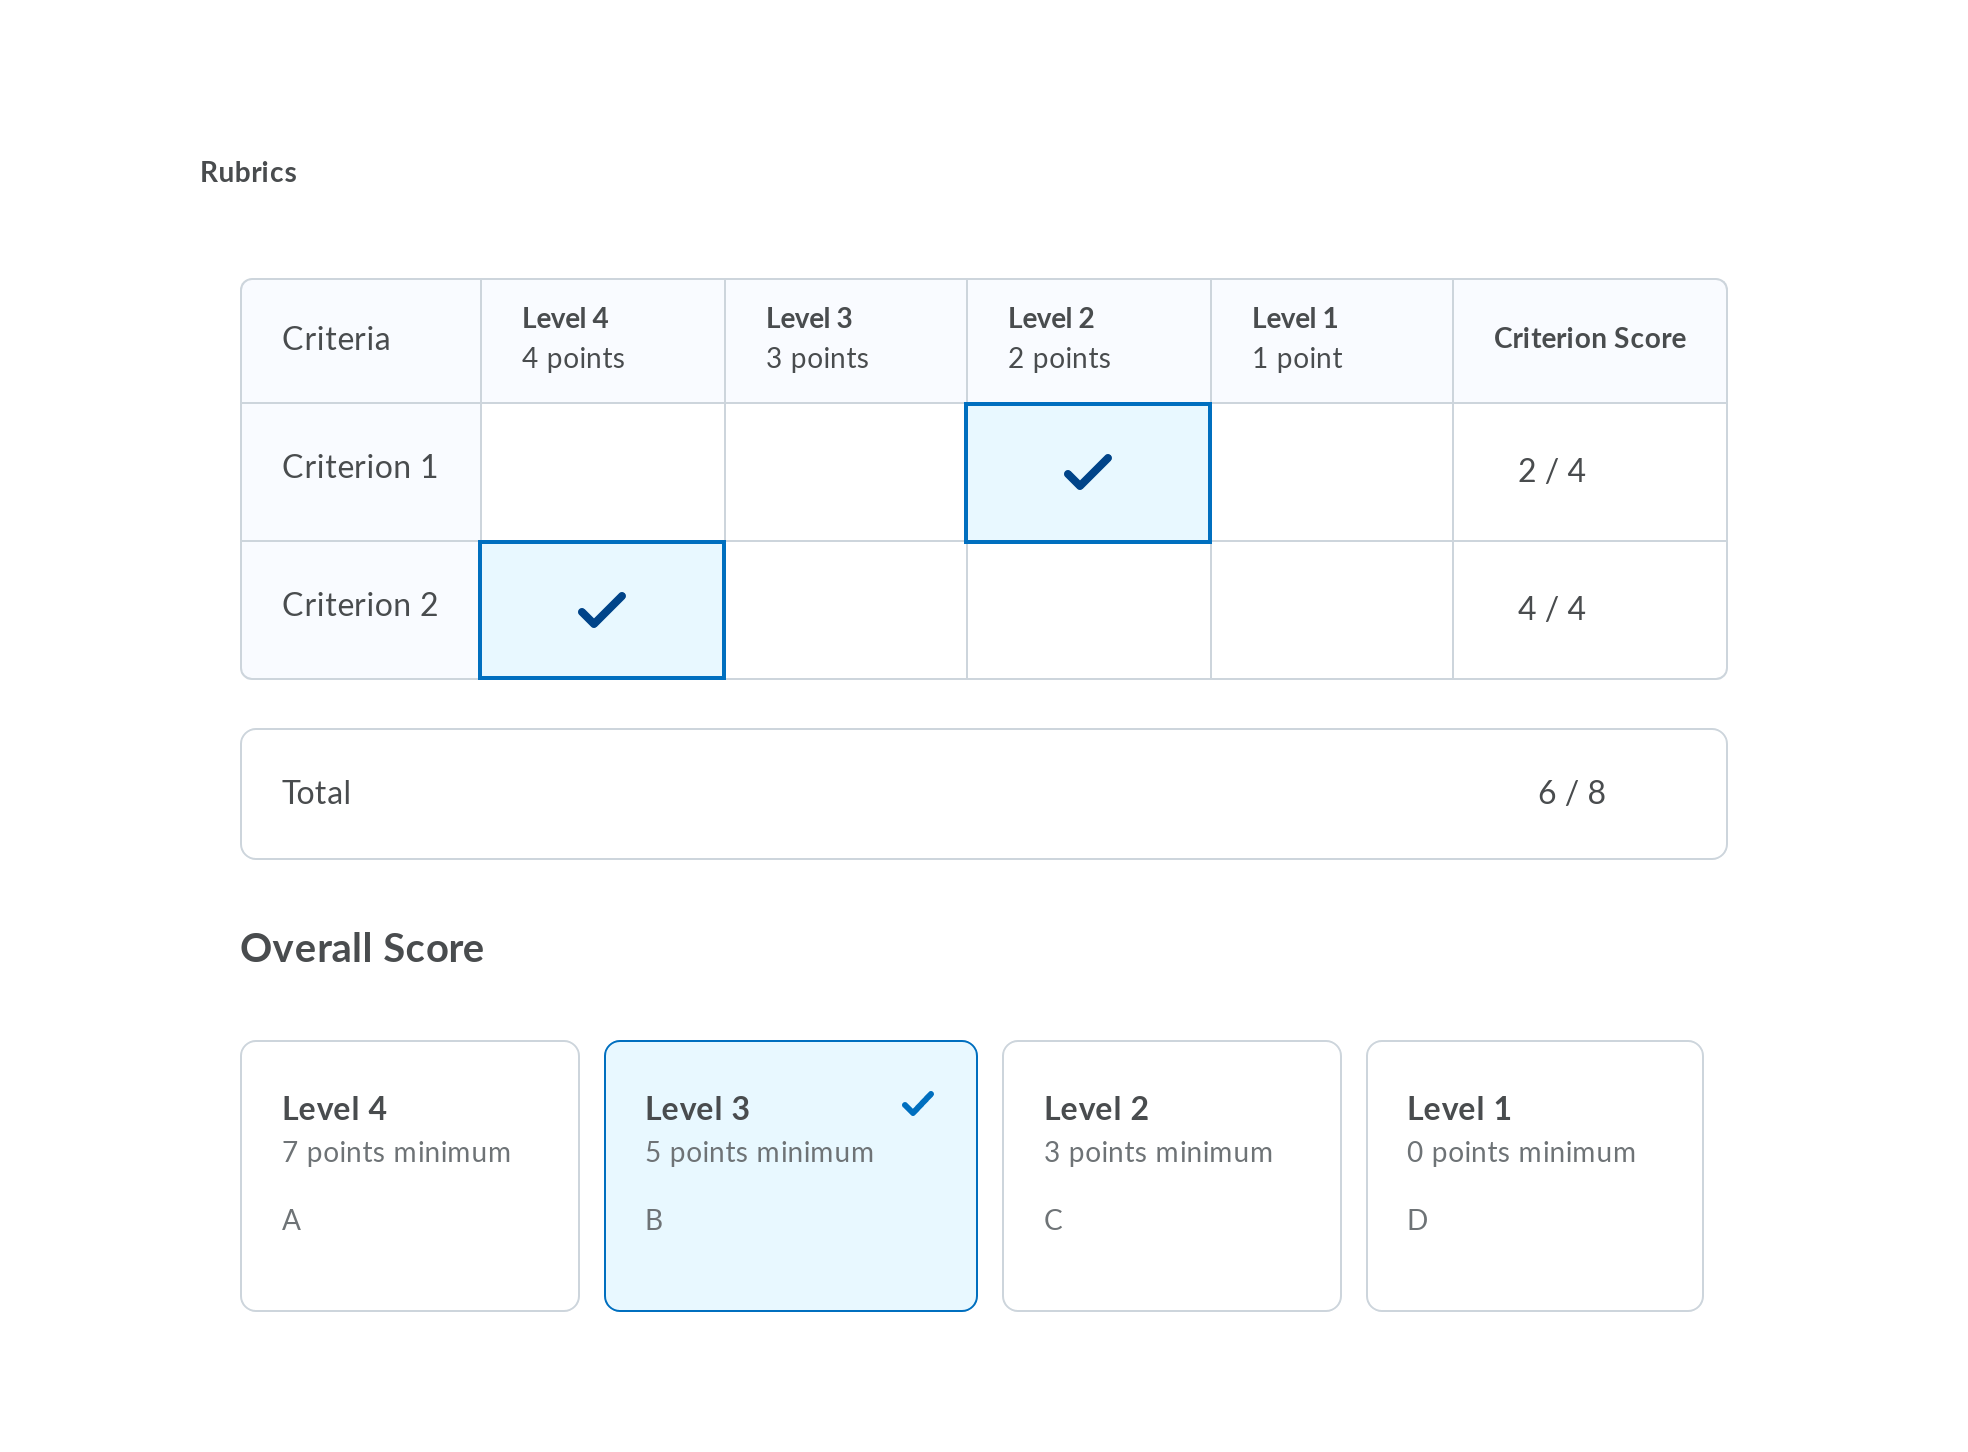 Rubrics
Criteria
Level 4
4 points
Level 3
3 points
Level 2
2 points
Level 1
1 point
Criterion Score
Criterion 1
2 / 4
Criterion 2
4 / 4
Total
6 / 8
Overall Score
Level 4
7 points minimum
A
Level 3
5 points minimum
B
Level 2
3 points minimum
C
Level 1
0 points minimum
D